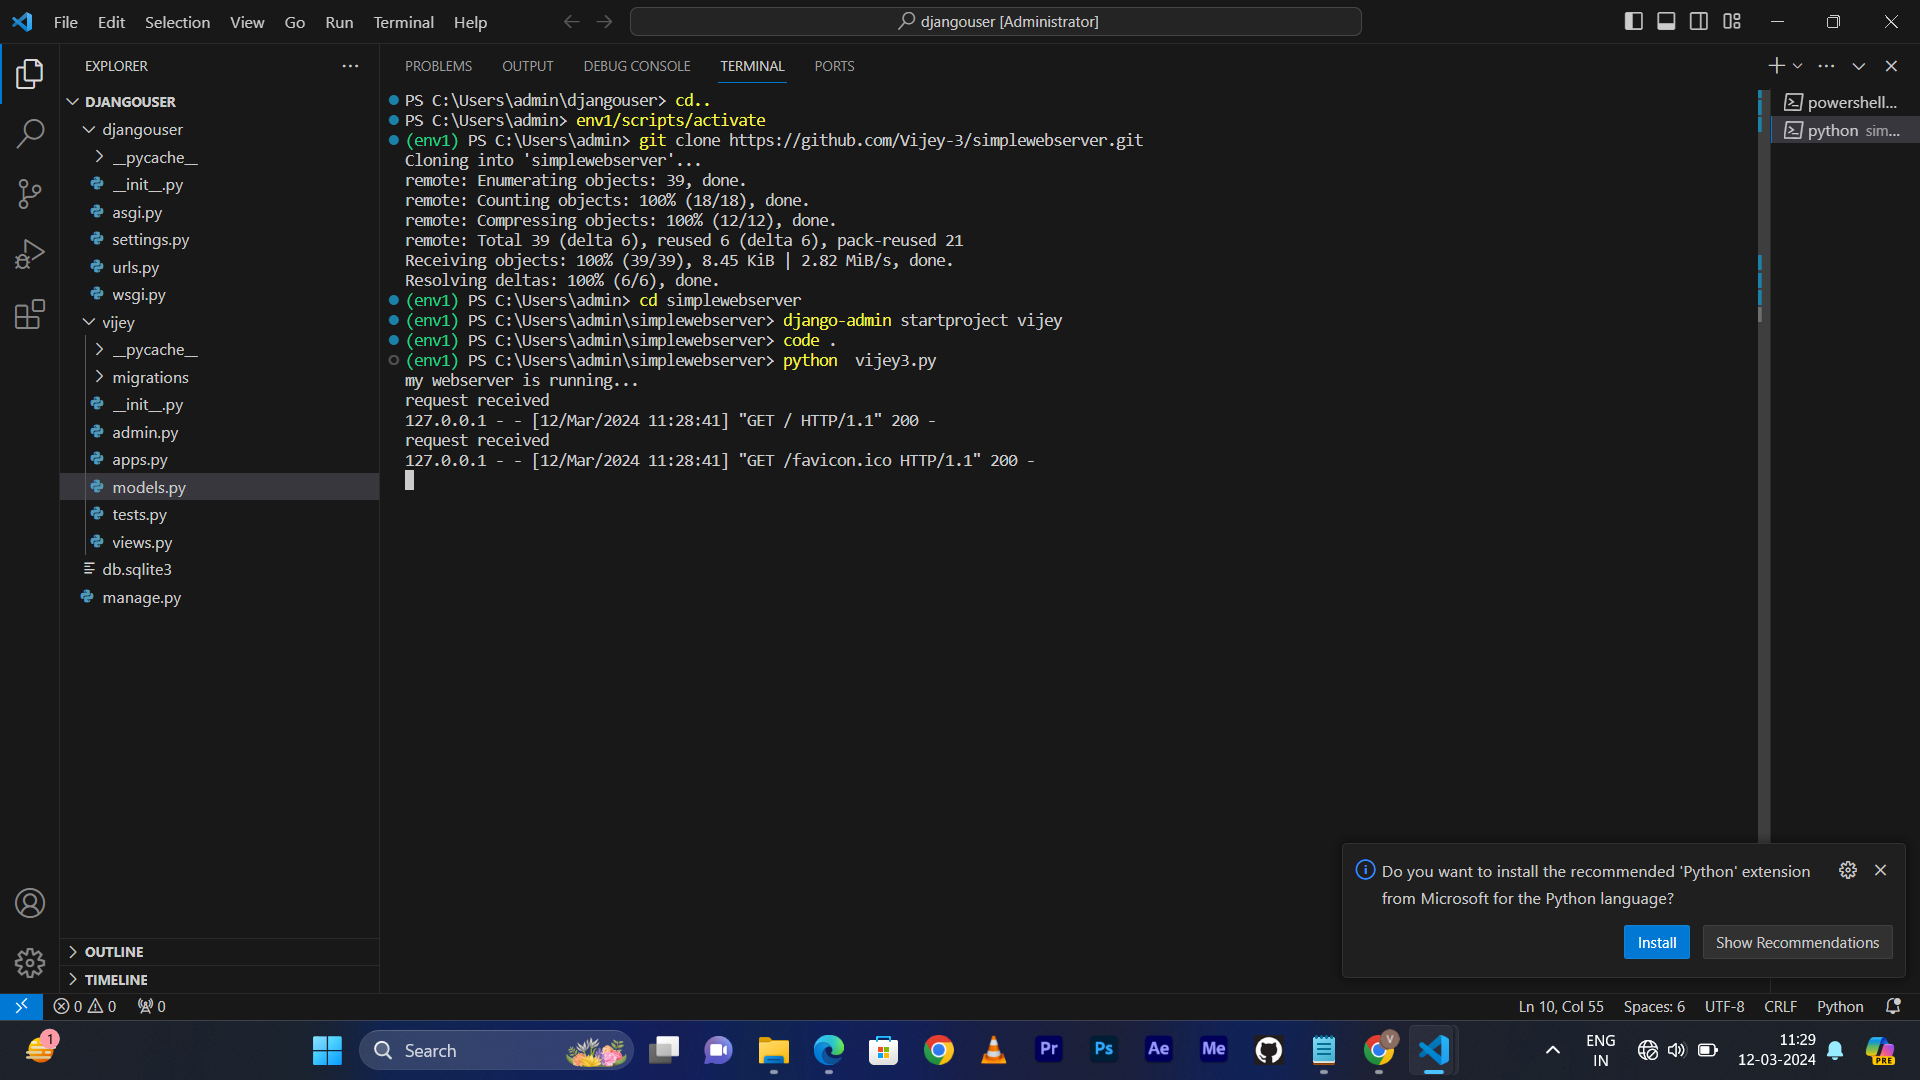 File Edit Selection View Go Run Terminal Help
djangouser [Administrator]
EXPLORER
PROBLEMS OUTPUT DEBUG CONSOLE TERMINAL PORTS
DJANGOUSER
djangouser
__pycache__
__init__.py
asgi.py
settings.py
urls.py
wsgi.py
vijey
__pycache__
migrations
__init__.py
admin.py
apps.py
models.py
tests.py
views.py
db.sqlite3
manage.py
OUTLINE
TIMELINE
PS C:\Users\admin\djangouser> cd..
PS C:\Users\admin> env1/scripts/activate
(env1) PS C:\Users\admin> git clone https://github.com/Vijey-3/simplewebserver.git
Cloning into 'simplewebserver'...
remote: Enumerating objects: 39, done.
remote: Counting objects: 100% (18/18), done.
remote: Compressing objects: 100% (12/12), done.
remote: Total 39 (delta 6), reused 6 (delta 6), pack-reused 21
Receiving objects: 100% (39/39), 8.45 KiB | 2.82 MiB/s, done.
Resolving deltas: 100% (6/6), done.
(env1) PS C:\Users\admin> cd simplewebserver
(env1) PS C:\Users\admin\simplewebserver> django-admin startproject vijey
(env1) PS C:\Users\admin\simplewebserver> code .
(env1) PS C:\Users\admin\simplewebserver> python  vijey3.py
my webserver is running...
request received
127.0.0.1 - - [12/Mar/2024 11:28:41] "GET / HTTP/1.1" 200 -
request received
127.0.0.1 - - [12/Mar/2024 11:28:41] "GET /favicon.ico HTTP/1.1" 200 -
powershell...
python sim...
Do you want to install the recommended 'Python' extension
from Microsoft for the Python language?
Install Show Recommendations
0 0 0
Ln 10, Col 55 Spaces: 6 UTF-8 CRLF Python
1
Search
Pr Ps Ae Me
V
ENG
IN
11:29
12-03-2024
PRE